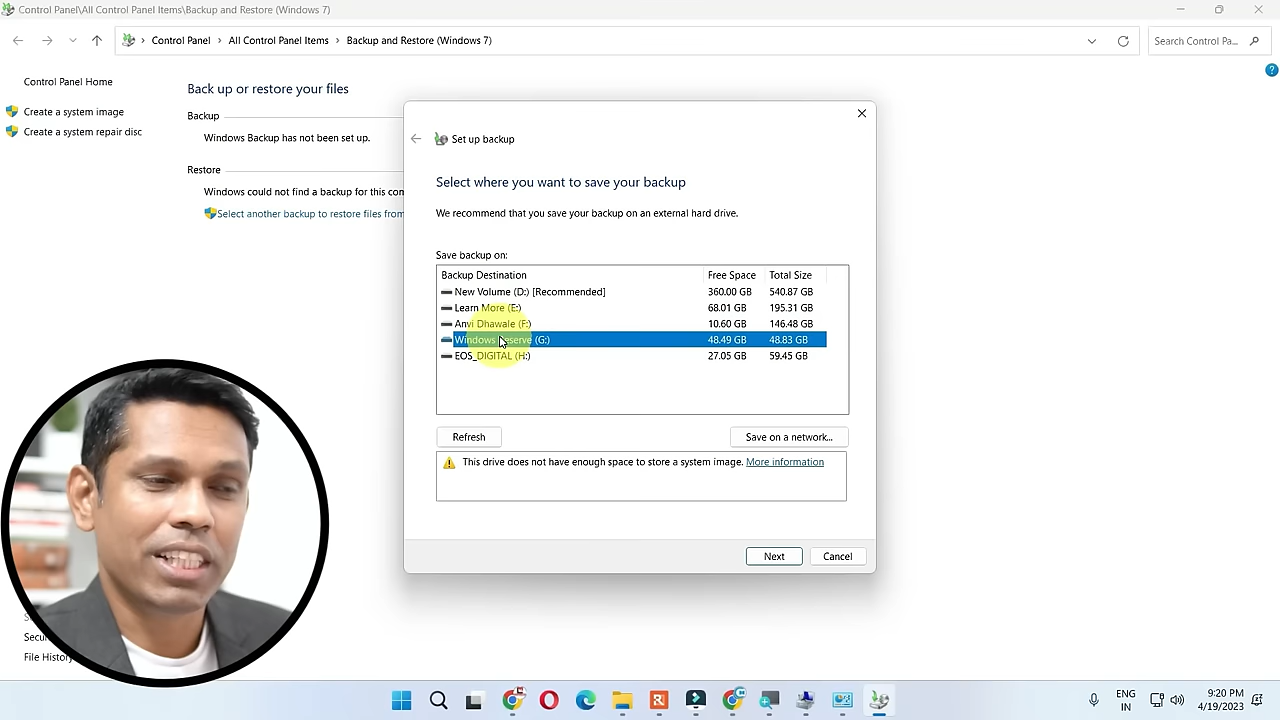 Control Panel\All Control Panel Items\Backup and Restore (Windows 7)
Control Panel › All Control Panel Items › Backup and Restore (Windows 7)
Search Control Pa...
Control Panel Home
Create a system image
Create a system repair disc
Back up or restore your files
Backup
Windows Backup has not been set up.
Restore
Windows could not find a backup for this com
Select another backup to restore files from
Set up backup
Select where you want to save your backup
We recommend that you save your backup on an external hard drive.
Save backup on:
Backup Destination Free Space Total Size
New Volume (D:) [Recommended] 360.00 GB 540.87 GB
Learn More (E:) 68.01 GB 195.31 GB
Anvi Dhawale (F:) 10.60 GB 146.48 GB
Windows Reserve (G:) 48.49 GB 48.83 GB
EOS_DIGITAL (H:) 27.05 GB 59.45 GB
Refresh
Save on a network...
This drive does not have enough space to store a system image. More information
Next
Cancel
Secu
File History
ENG
IN
9:20 PM
4/19/2023